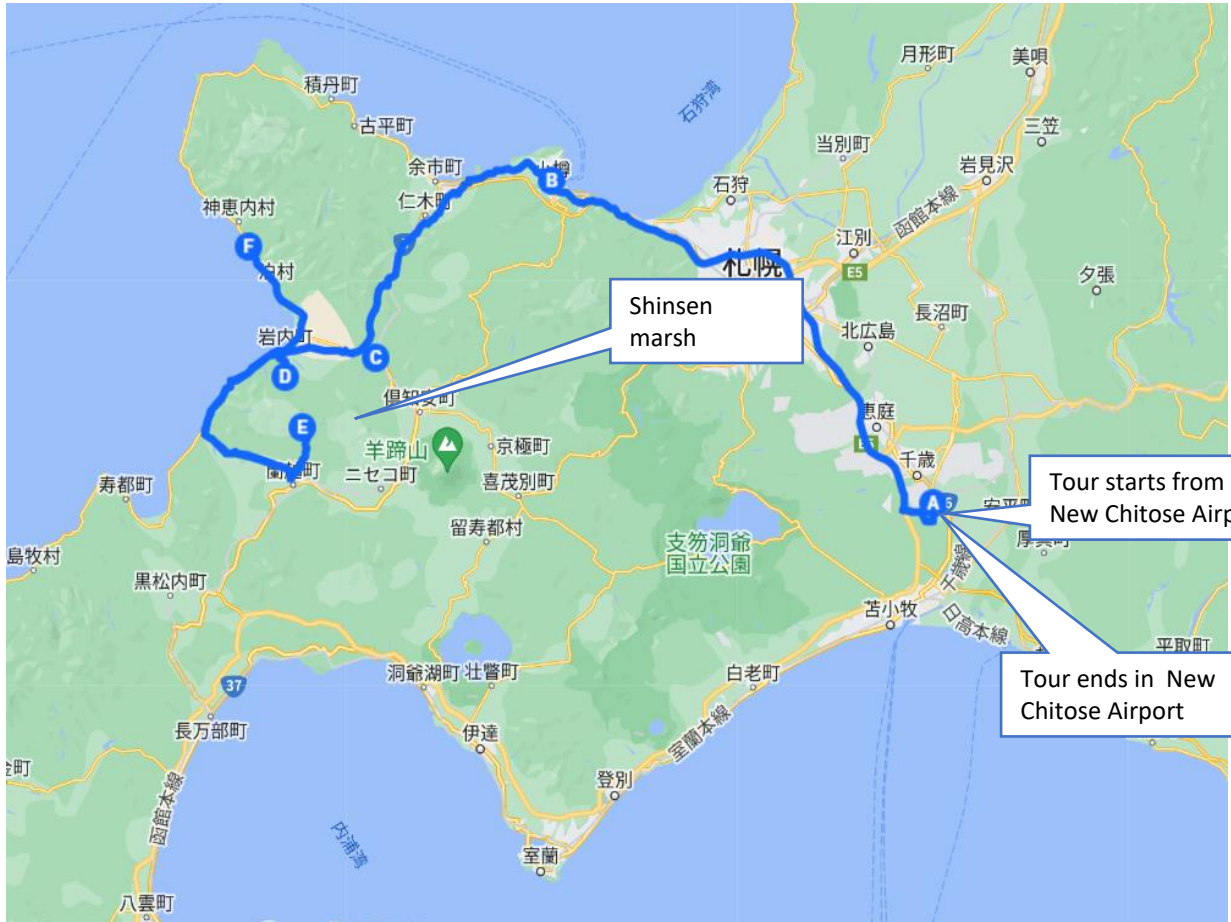 積丹町
古平町
余市町
仁木町
神恵内村
F
泊村
岩内町
D
C
E
B
石狩湾
月形町
美唄
三笠
当別町
岩見沢
石狩
函館本線
江別
札幌
E5
夕張
長沼町
北広島
Shinsen
marsh
倶知安町
羊蹄山
京極町
ニセコ町
喜茂別町
留寿都村
寿都町
島牧村
黒松内町
恵庭
E5
千歳
A
安平町
Tour starts from
New Chitose Airp
千歳線
支笏洞爺
国立公園
苫小牧
日高本線
平取町
Tour ends in New
Chitose Airport
白老町
室蘭本線
洞爺湖町
壮瞥町
伊達
登別
室蘭
37
長万部町
函館本線
内浦湾
八雲町